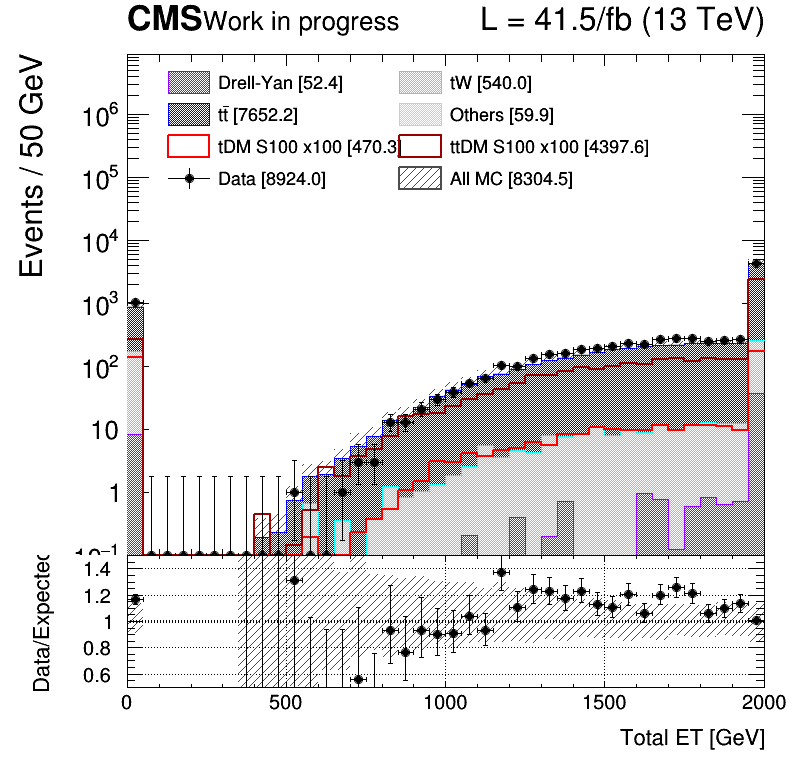 CMS Work in progress L = 41.5/fb (13 TeV)
Events / 50 GeV
Drell-Yan [52.4] tW [540.0]
tt̄ [7652.2] Others [59.9]
tDM S100 x100 [470.3] ttDM S100 x100 [4397.6]
Data [8924.0] All MC [8304.5]
10⁶
10⁵
10⁴
10³
10²
10
1
10⁻¹
Data/Expected
1.4
1.2
1
0.8
0.6
0 500 1000 1500 2000
Total ET [GeV]